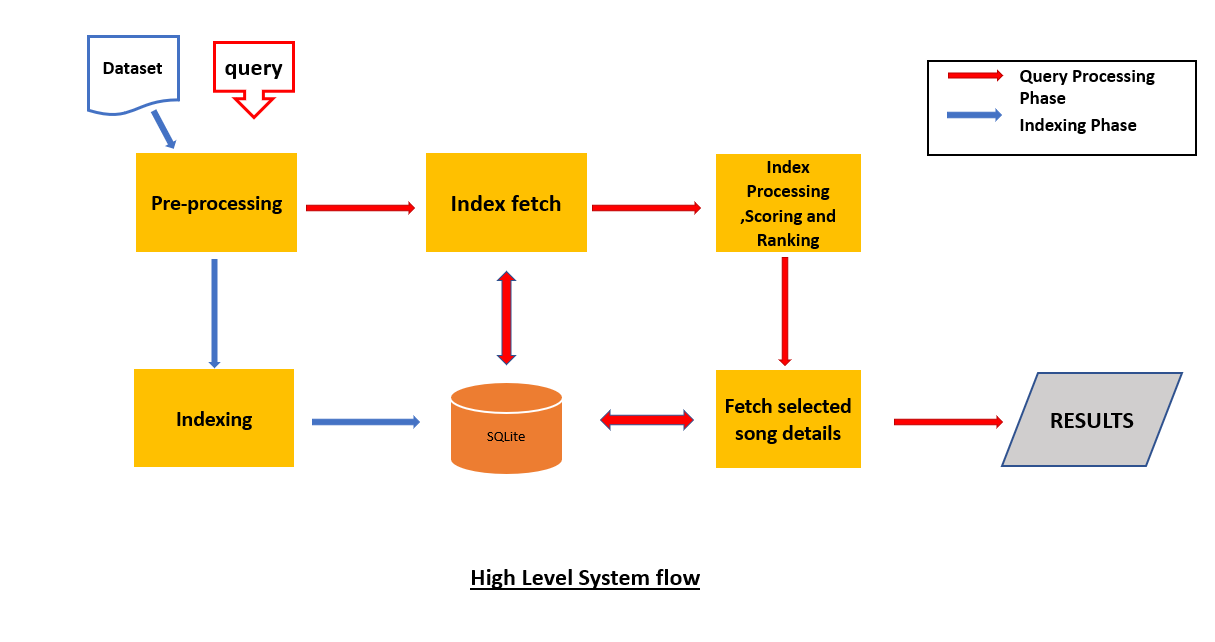 Dataset
query
Query Processing
Phase
Indexing Phase
Pre-processing
Index fetch
Index
Processing
,Scoring and
Ranking
Indexing
SQLite
Fetch selected
song details
RESULTS
High Level System flow